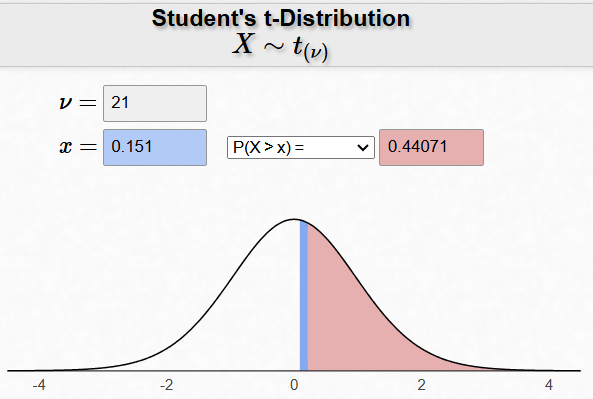 Student's t-Distribution
X ∼ t(ν)
ν = 21
x = 0.151 P(X > x) = 0.44071
-4 -2 0 2 4